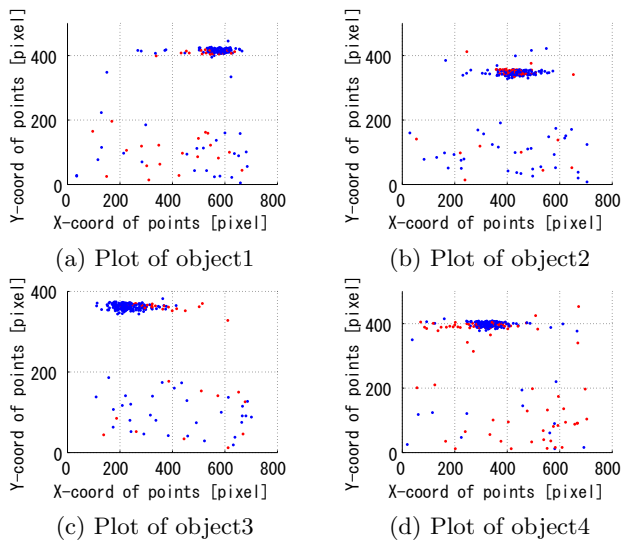 Y-coord of points [pixel]
400
200
0
0 200 400 600 800
X-coord of points [pixel]
(a) Plot of object1
Y-coord of points [pixel]
400
200
0
0 200 400 600 800
X-coord of points [pixel]
(b) Plot of object2
Y-coord of points [pixel]
400
200
0
0 200 400 600 800
X-coord of points [pixel]
(c) Plot of object3
Y-coord of points [pixel]
400
200
0
0 200 400 600 800
X-coord of points [pixel]
(d) Plot of object4